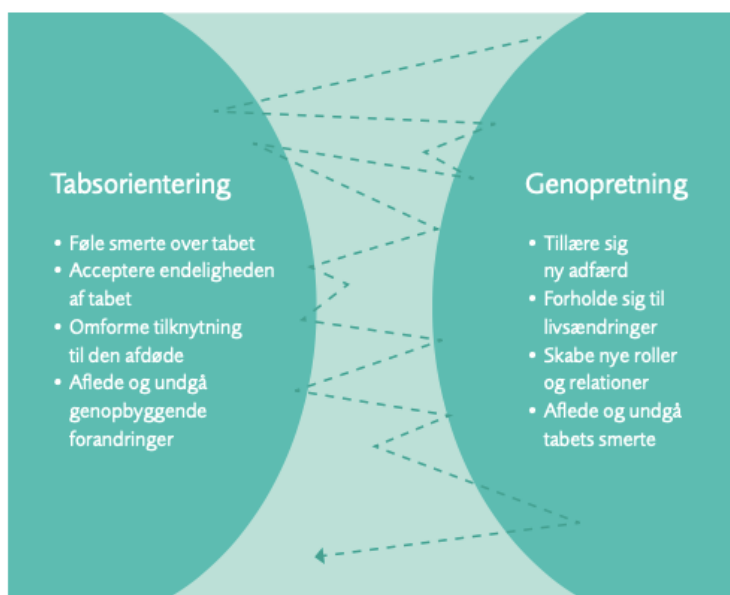 Tabsorientering
• Føle smerte over tabet
• Acceptere endeligheden
af tabet
• Omforme tilknytning
til den afdøde
• Aflede og undgå
genopbyggende
forandringer
Genopretning
• Tillære sig
ny adfærd
• Forholde sig til
livsændringer
• Skabe nye roller
og relationer
• Aflede og undgå
tabets smerte